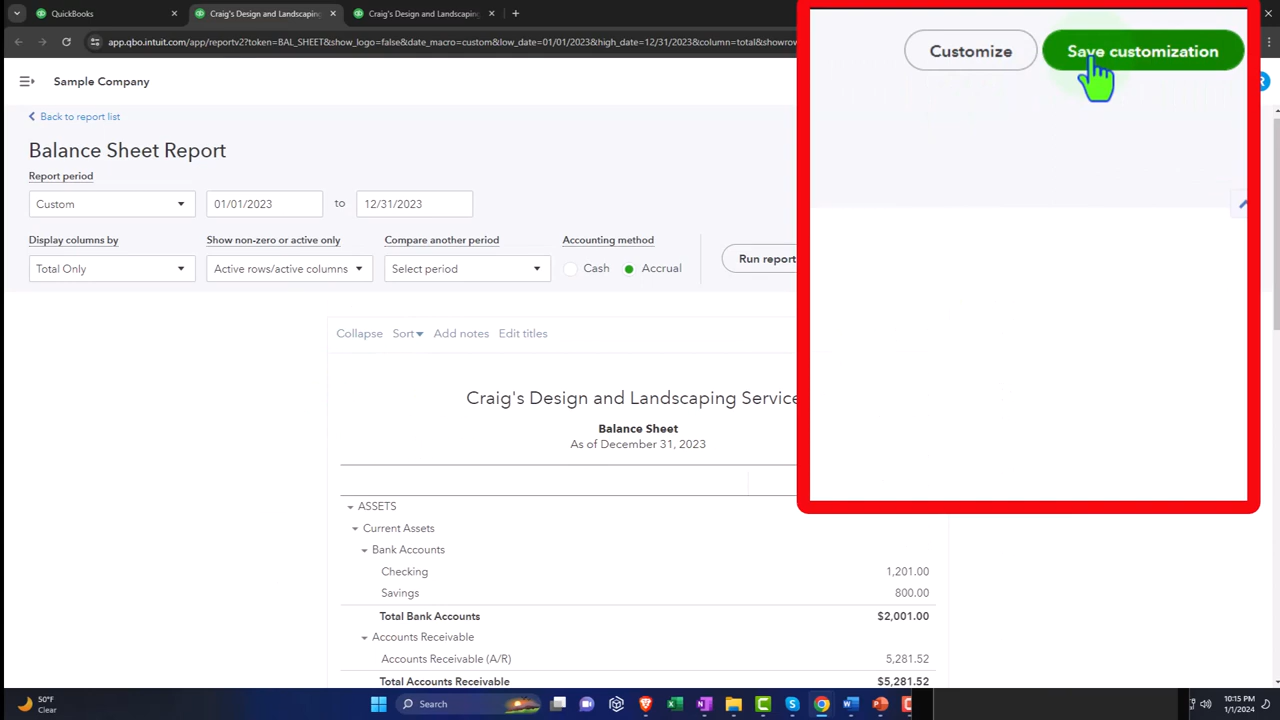 QuickBooks
Craig's Design and Landscaping
Craig's Design and Landscaping
app.qbo.intuit.com/app/reportv2?token=BAL_SHEET&show_logo=false&date_macro=custom&low_date=01/01/2023&high_date=12/31/2023&column=total&showrow
Sample Company
Back to report list
Customize
Save customization
Balance Sheet Report
Report period
Custom
01/01/2023
to
12/31/2023
Display columns by
Show non-zero or active only
Compare another period
Accounting method
Total Only
Active rows/active columns
Select period
Cash
Accrual
Run report
Collapse
Sort
Add notes
Edit titles
Craig's Design and Landscaping Service
Balance Sheet
As of December 31, 2023
ASSETS
Current Assets
Bank Accounts
Checking 1,201.00
Savings 800.00
Total Bank Accounts $2,001.00
Accounts Receivable
Accounts Receivable (A/R) 5,281.52
Total Accounts Receivable $5,281.52
50°F
Clear
Search
10:15 PM
1/1/2024